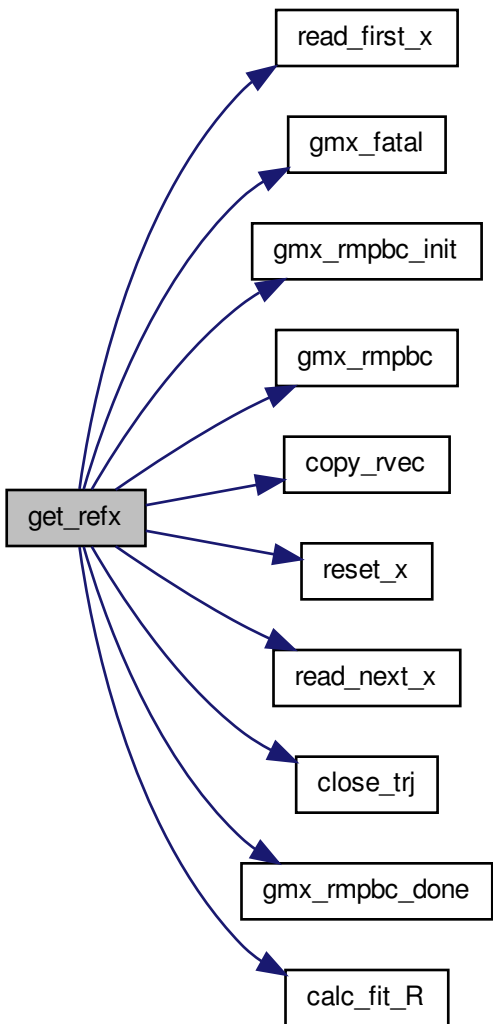 read_first_x
gmx_fatal
gmx_rmpbc_init
gmx_rmpbc
copy_rvec
get_refx
reset_x
read_next_x
close_trj
gmx_rmpbc_done
calc_fit_R